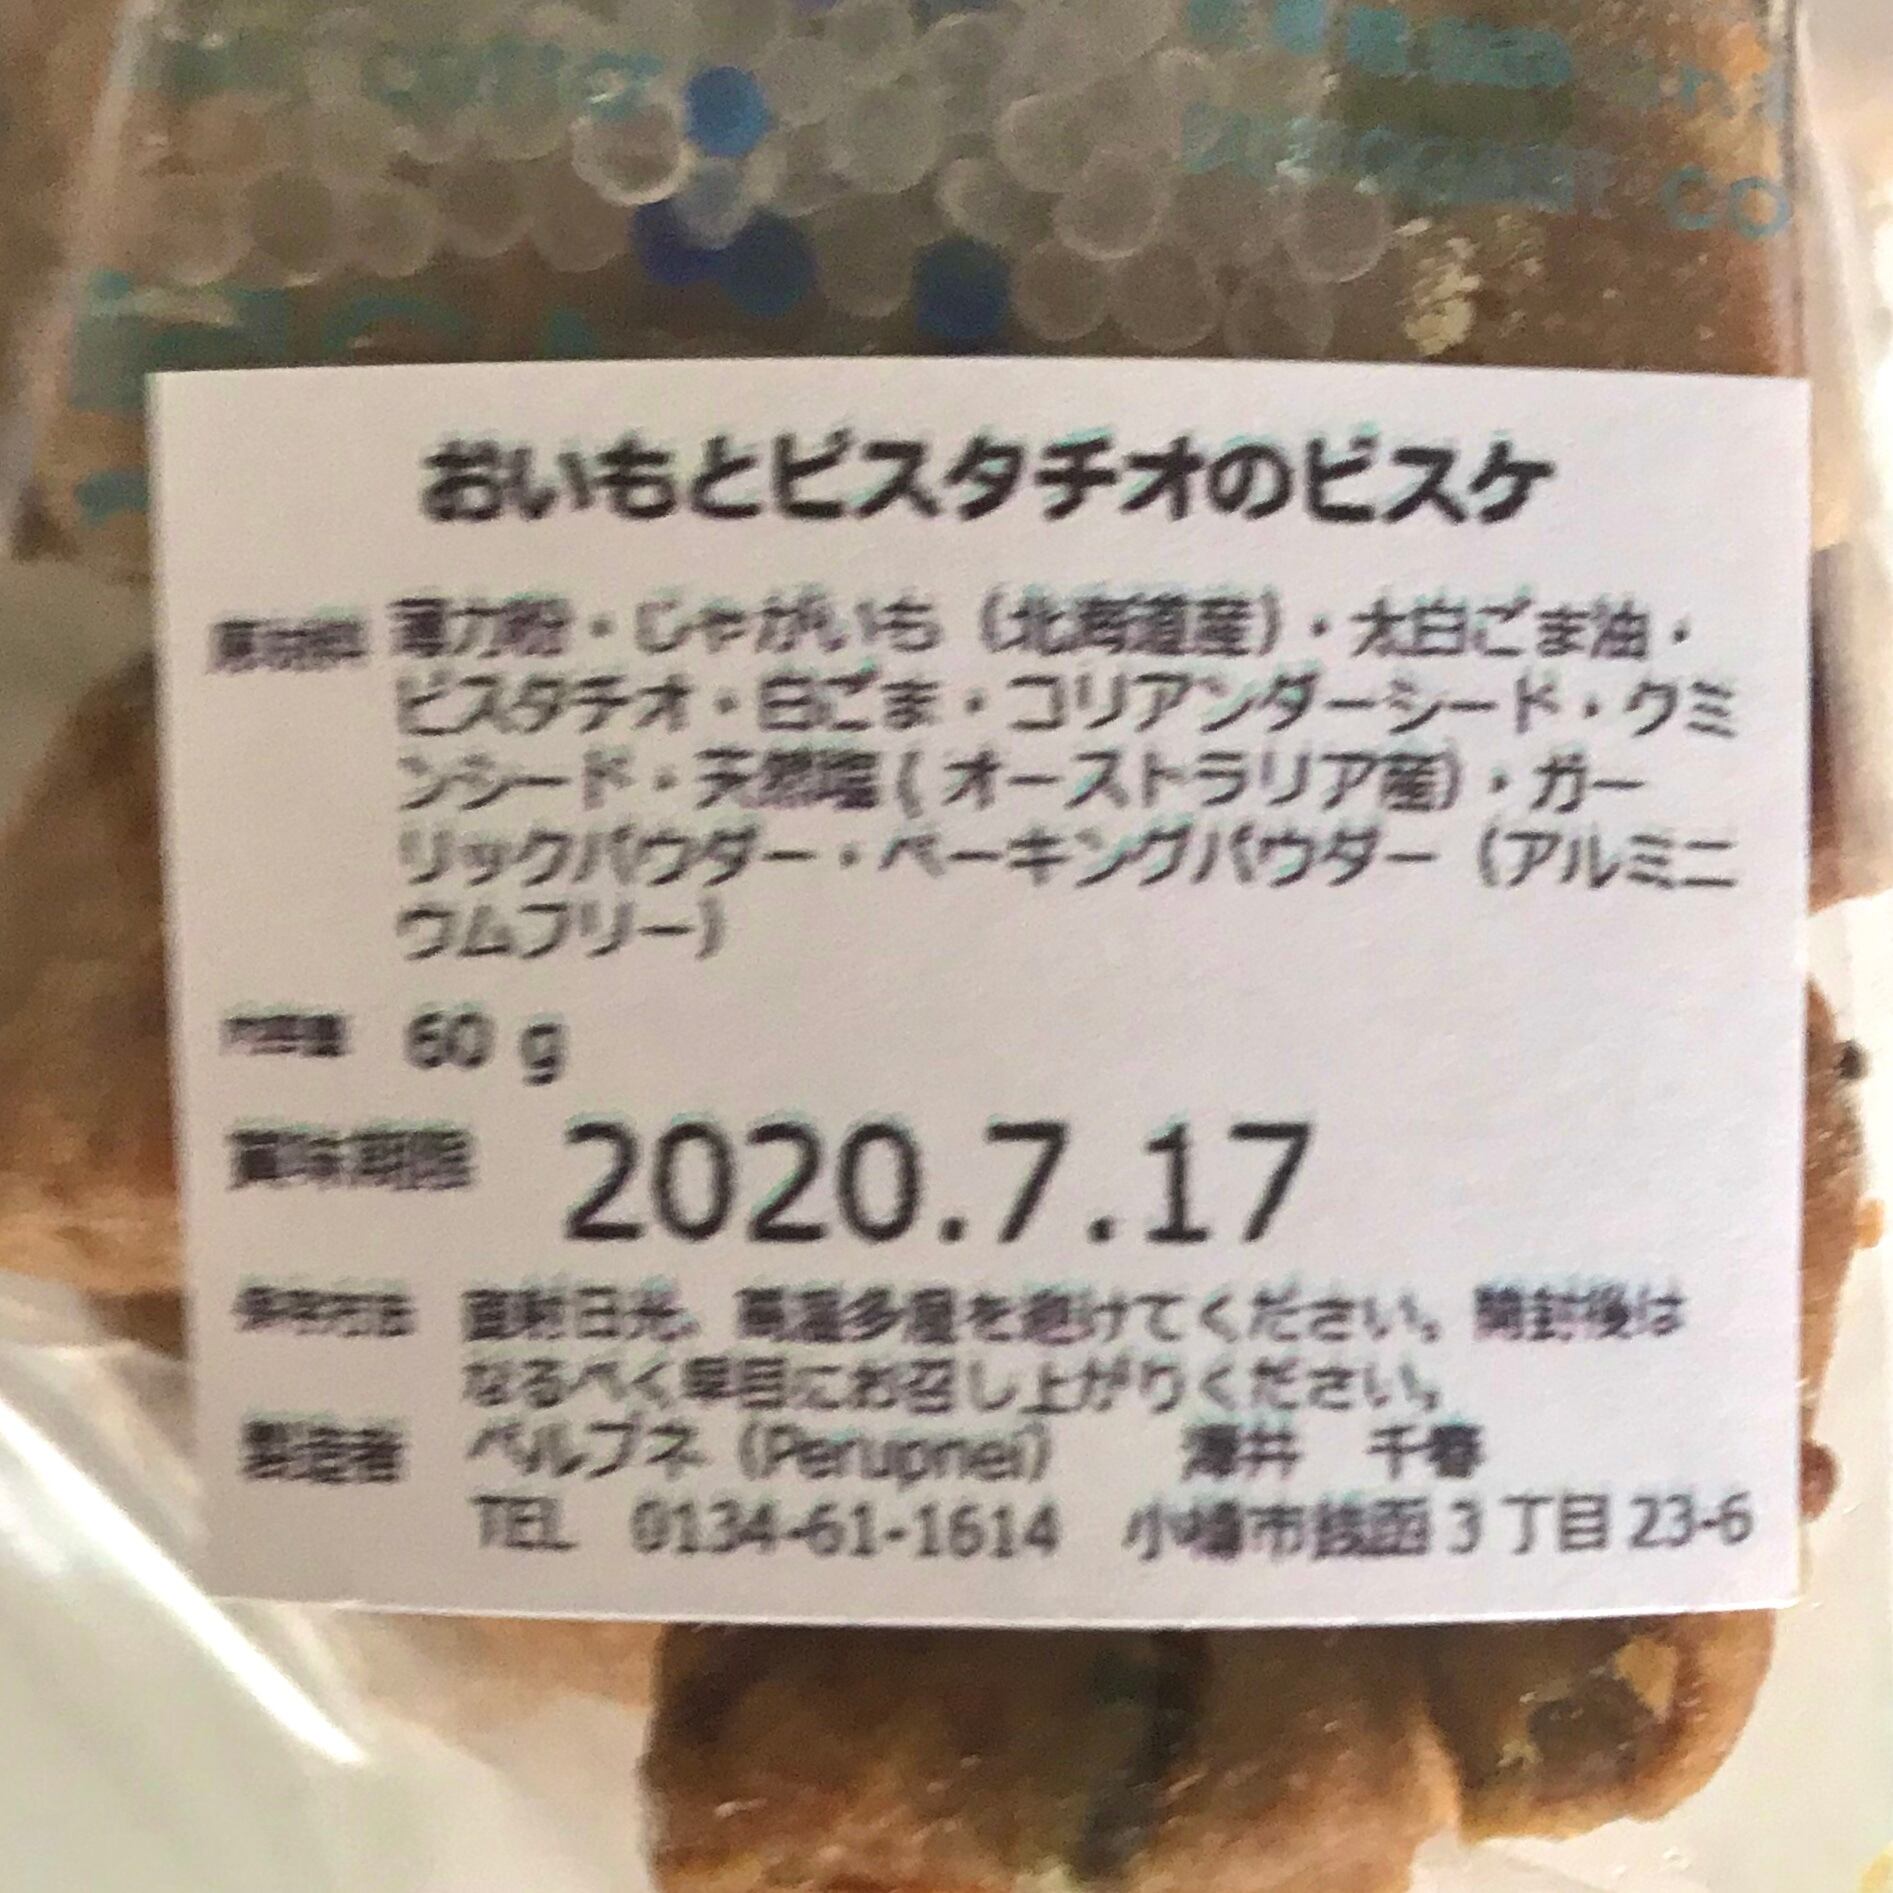 おいもとピスタチオのビスケ
原材料 薄力粉・じゃがいも（北海道産）・太白ごま油・
ピスタチオ・白ごま・コリアンダーシード・クミ
ンシード・天然塩（オーストラリア産）・ガー
リックパウダー・ベーキングパウダー（アルミニ
ウムフリー）
内容量 60 g
賞味期限 2020.7.17
保存方法 直射日光、高温多湿を避けてください。開封後は
なるべく早目にお召し上がりください。
製造者 ペルプネ（Perupnei） 澤井 千春
TEL 0134-61-1614 小樽市銭函3丁目23-6